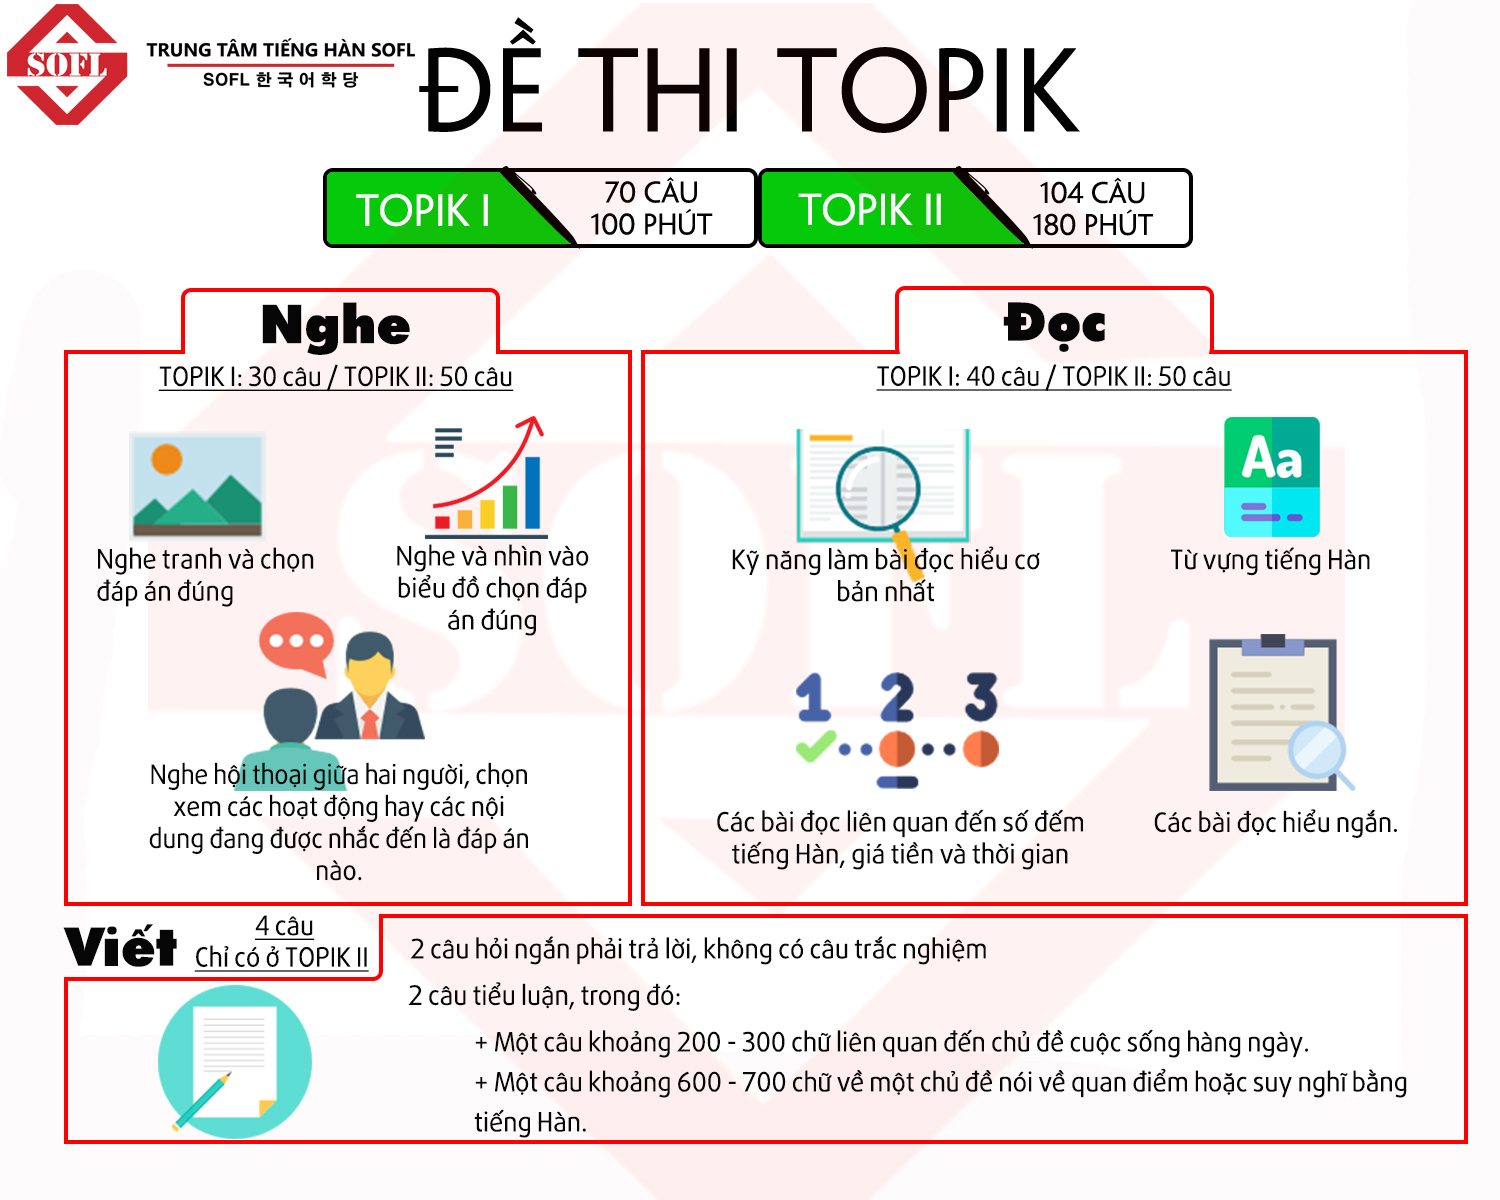 SOFL
TRUNG TÂM TIẾNG HÀN SOFL
SOFL 한국어학당
ĐỀ THI TOPIK
TOPIK I
70 CÂU
100 PHÚT
TOPIK II
104 CÂU
180 PHÚT
Nghe
TOPIK I: 30 câu / TOPIK II: 50 câu
Nghe tranh và chọn
đáp án đúng
Nghe và nhìn vào
biểu đồ chọn đáp
án đúng
Nghe hội thoại giữa hai người, chọn
xem các hoạt động hay các nội
dung đang được nhắc đến là đáp án
nào.
Đọc
TOPIK I: 40 câu / TOPIK II: 50 câu
Kỹ năng làm bài đọc hiểu cơ
bản nhất
Aa
Từ vựng tiếng Hàn
1 2 3
Các bài đọc liên quan đến số đếm
tiếng Hàn, giá tiền và thời gian
Các bài đọc hiểu ngắn.
Viết
4 câu
Chỉ có ở TOPIK II
2 câu hỏi ngắn phải trả lời, không có câu trắc nghiệm
2 câu tiểu luận, trong đó:
+ Một câu khoảng 200 - 300 chữ liên quan đến chủ đề cuộc sống hàng ngày.
+ Một câu khoảng 600 - 700 chữ về một chủ đề nói về quan điểm hoặc suy nghĩ bằng
tiếng Hàn.
SOFL